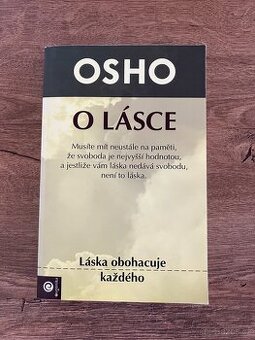 OSHO
O LÁSCE
Musíte mít neustále na paměti,
že svoboda je nejvyšší hodnotou,
a jestliže vám láska nedává svobodu,
není to láska.
Láska obohacuje
každého